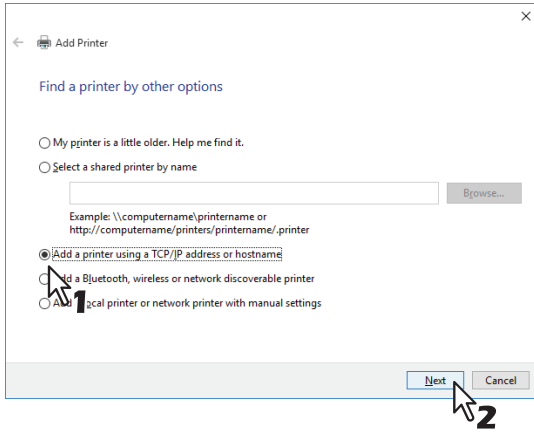 Add Printer
Find a printer by other options
My printer is a little older. Help me find it.
Select a shared printer by name
Browse...
Example: \\computername\printername or
http://computername/printers/printername/.printer
Add a printer using a TCP/IP address or hostname
a Bluetooth, wireless or network discoverable printer
1
local printer or network printer with manual settings
Next
Cancel
2